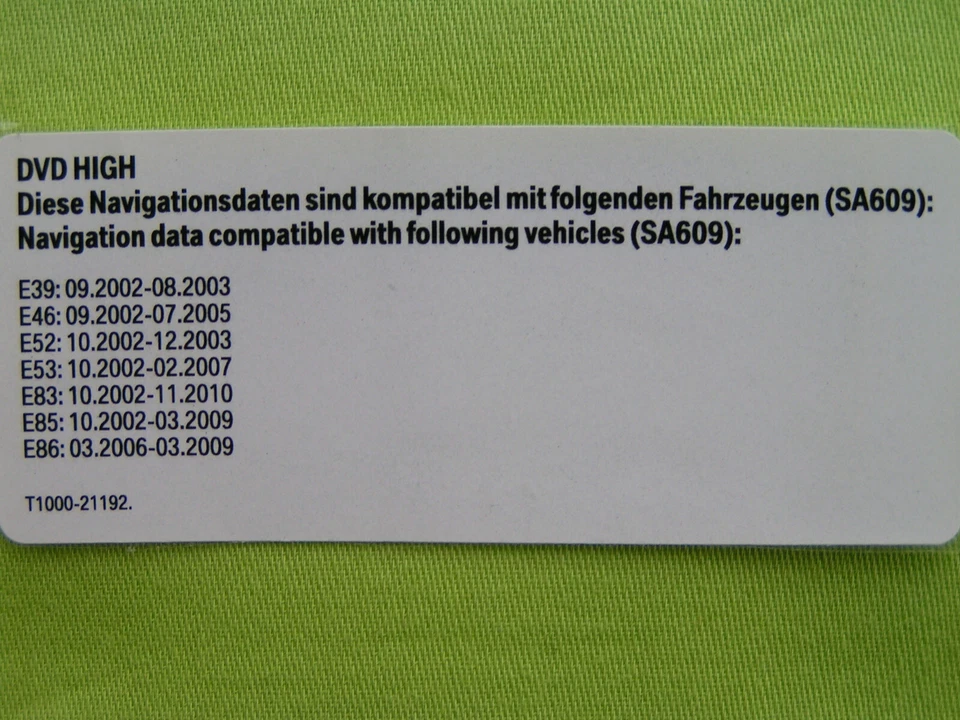 DVD HIGH
Diese Navigationsdaten sind kompatibel mit folgenden Fahrzeugen (SA609):
Navigation data compatible with following vehicles (SA609):
E39: 09.2002-08.2003
E46: 09.2002-07.2005
E52: 10.2002-12.2003
E53: 10.2002-02.2007
E83: 10.2002-11.2010
E85: 10.2002-03.2009
E86: 03.2006-03.2009
T1000-21192.